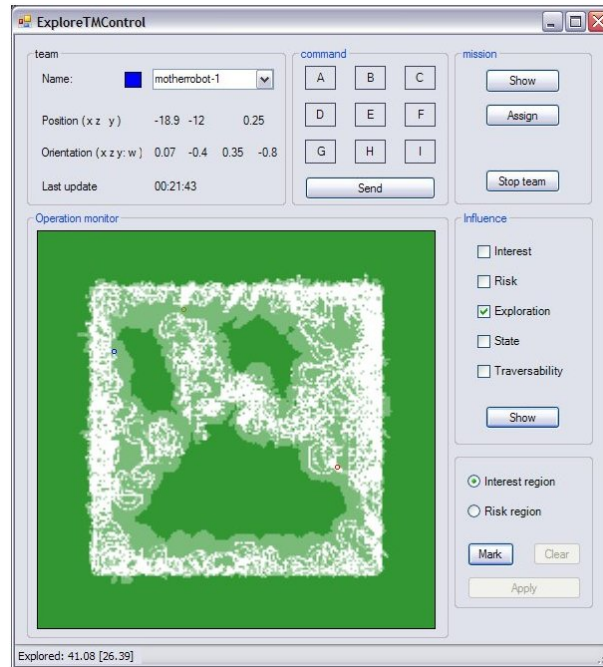 ExploreTMControl
team
Name: motherrobot-1
Position ( x z y ) -18.9 -12 0.25
Orientation ( x z y: w ) 0.07 -0.4 0.35 -0.8
Last update 00:21:43
command
A B C
D E F
G H I
Send
mission
Show
Assign
Stop team
Operation monitor
Influence
Interest
Risk
Exploration
State
Traversability
Show
Interest region
Risk region
Mark Clear
Apply
Explored: 41.08 [26.39]